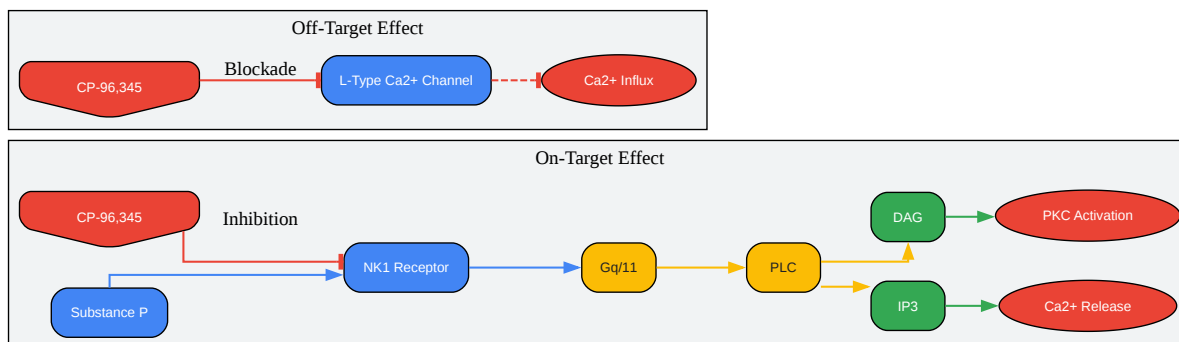 Off-Target Effect
CP-96,345
Blockade
L-Type Ca2+ Channel
Ca2+ Influx
On-Target Effect
CP-96,345
Inhibition
Substance P
NK1 Receptor
Gq/11
PLC
DAG
PKC Activation
IP3
Ca2+ Release